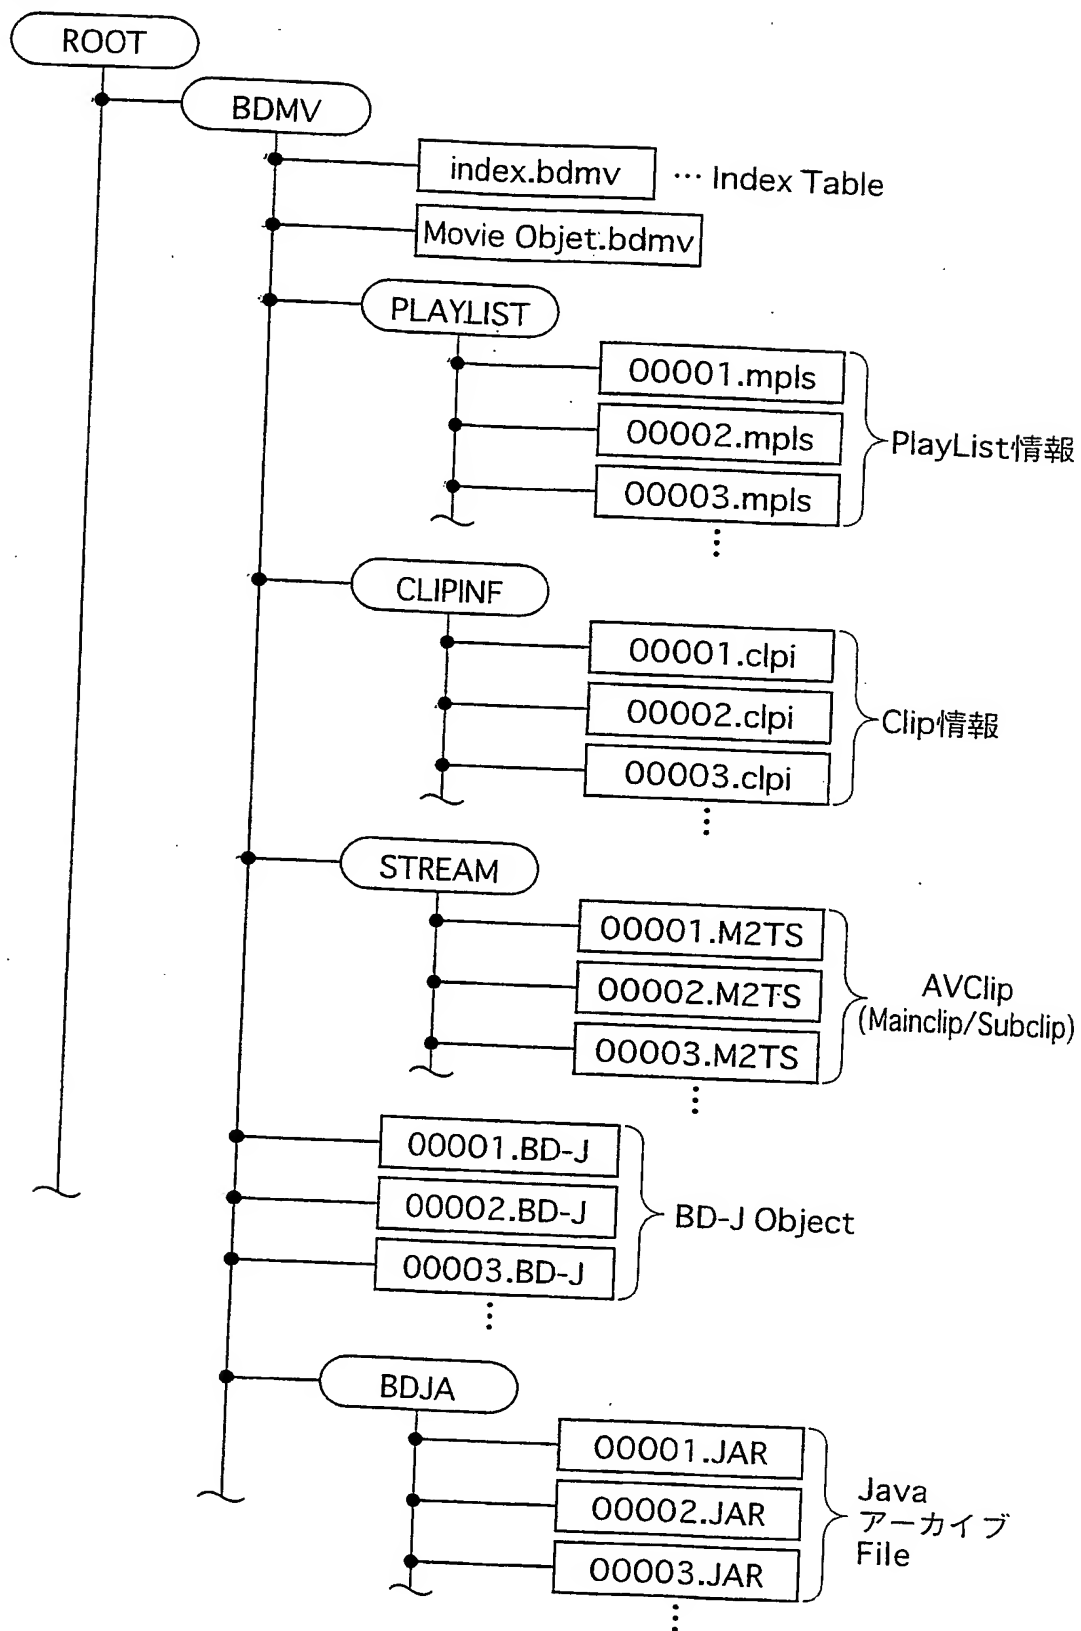 ROOT
BDMV
index.bdmv … Index Table
Movie Objet.bdmv
PLAYLIST
00001.mpls
00002.mpls
PlayList情報
00003.mpls
CLIPINF
00001.clpi
00002.clpi
Clip情報
00003.clpi
STREAM
00001.M2TS
00002.M2TS
AVClip
(Mainclip/Subclip)
00003.M2TS
00001.BD-J
00002.BD-J
BD-J Object
00003.BD-J
BDJA
00001.JAR
00002.JAR
Java
アーカイブ
File
00003.JAR